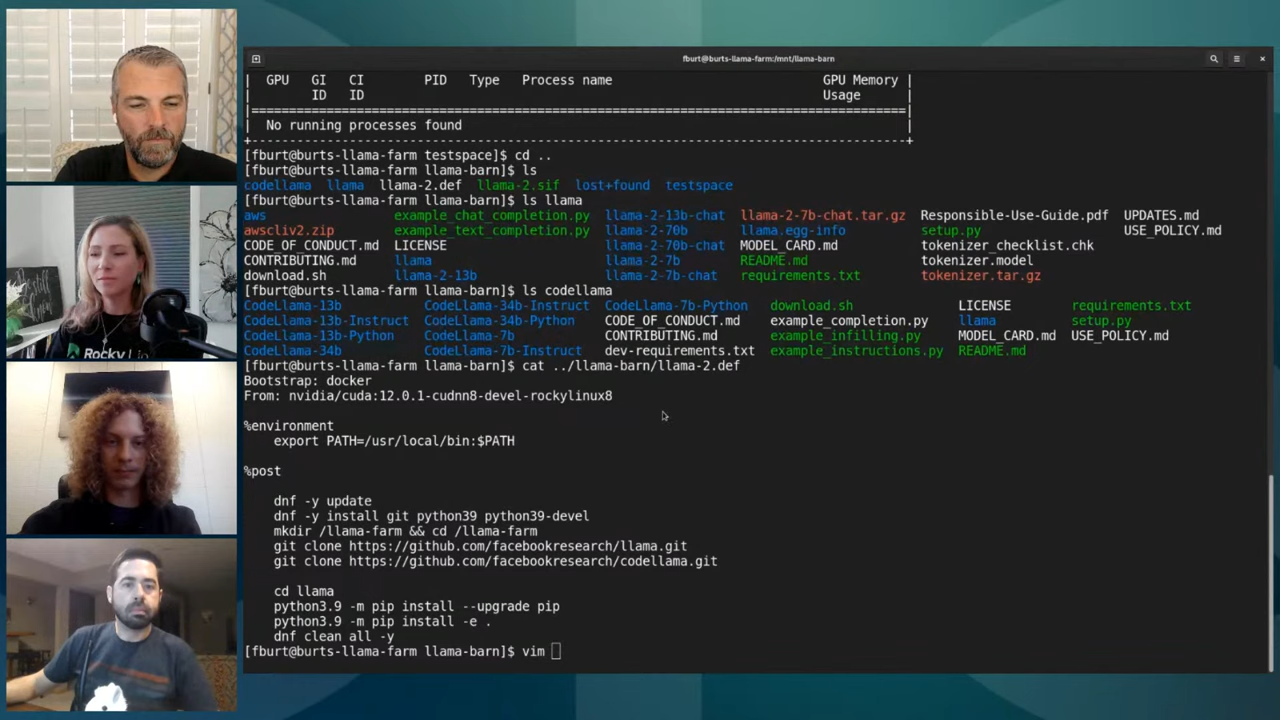 fburt@burts-llama-farm:/mnt/llama-barn
| GPU GI CI PID Type Process name GPU Memory |
| ID ID Usage |
|=======================================================================================|
| No running processes found |
+---------------------------------------------------------------------------------------+
[fburt@burts-llama-farm testspace]$ cd ..
[fburt@burts-llama-farm llama-barn]$ ls
codellama llama llama-2.def llama-2.sif lost+found testspace
[fburt@burts-llama-farm llama-barn]$ ls llama
aws example_chat_completion.py llama-2-13b-chat llama-2-7b-chat.tar.gz Responsible-Use-Guide.pdf UPDATES.md
awscliv2.zip example_text_completion.py llama-2-70b llama.egg-info setup.py USE_POLICY.md
CODE_OF_CONDUCT.md LICENSE llama-2-70b-chat MODEL_CARD.md tokenizer_checklist.chk
CONTRIBUTING.md llama llama-2-7b README.md tokenizer.model
download.sh llama-2-13b llama-2-7b-chat requirements.txt tokenizer.tar.gz
[fburt@burts-llama-farm llama-barn]$ ls codellama
CodeLlama-13b CodeLlama-34b-Instruct CodeLlama-7b-Python download.sh LICENSE requirements.txt
CodeLlama-13b-Instruct CodeLlama-34b-Python CODE_OF_CONDUCT.md example_completion.py llama setup.py
CodeLlama-13b-Python CodeLlama-7b CONTRIBUTING.md example_infilling.py MODEL_CARD.md USE_POLICY.md
CodeLlama-34b CodeLlama-7b-Instruct dev-requirements.txt example_instructions.py README.md
[fburt@burts-llama-farm llama-barn]$ cat ../llama-barn/llama-2.def
Bootstrap: docker
From: nvidia/cuda:12.0.1-cudnn8-devel-rockylinux8
%environment
export PATH=/usr/local/bin:$PATH
%post
dnf -y update
dnf -y install git python39 python39-devel
mkdir /llama-farm && cd /llama-farm
git clone https://github.com/facebookresearch/llama.git
git clone https://github.com/facebookresearch/codellama.git
cd llama
python3.9 -m pip install --upgrade pip
python3.9 -m pip install -e .
dnf clean all -y
[fburt@burts-llama-farm llama-barn]$ vim